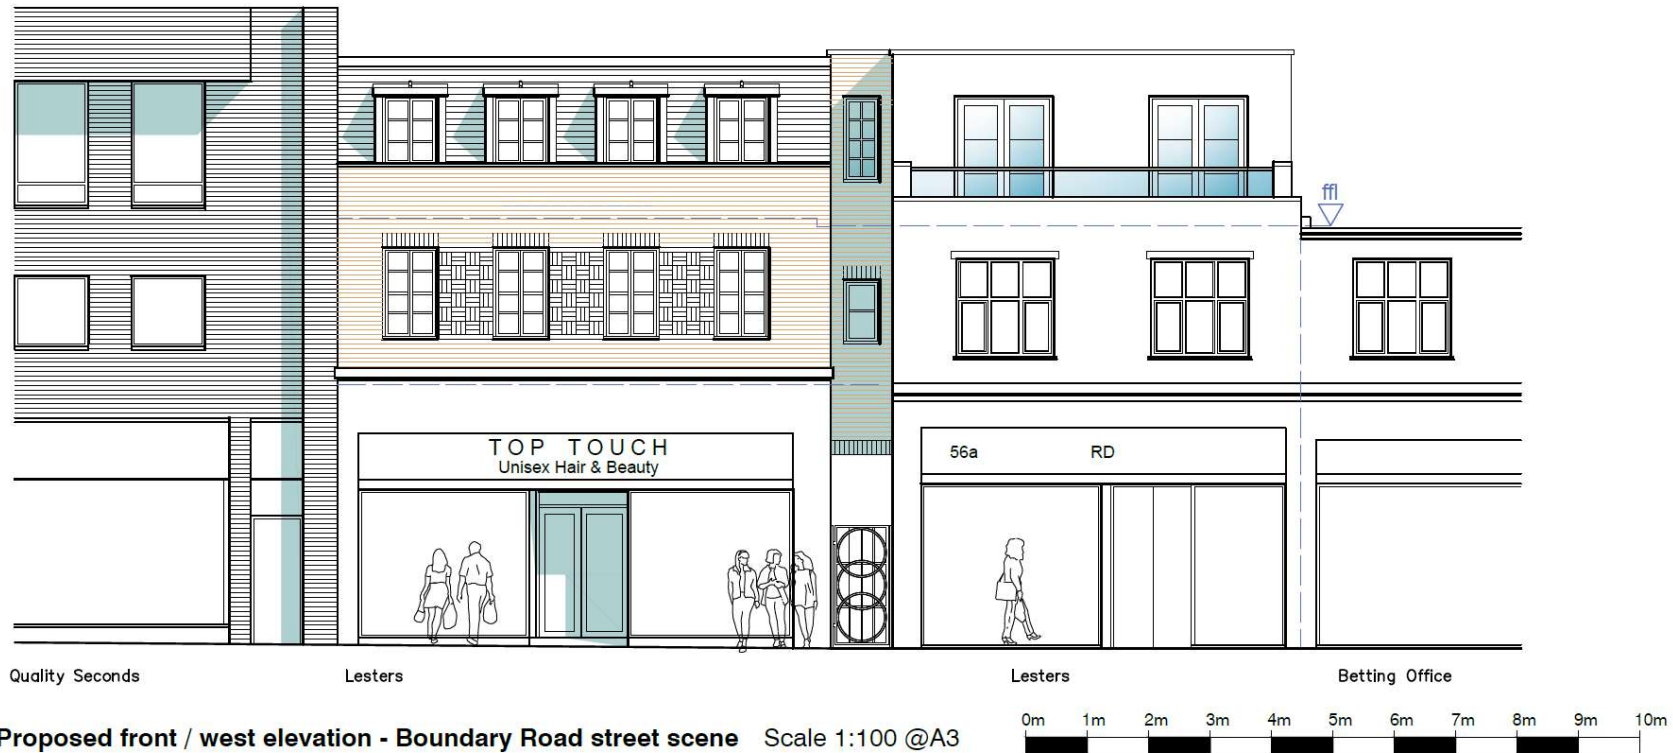 ffl
TOP TOUCH
Unisex Hair & Beauty
56a RD
Quality Seconds
Lesters
Lesters
Betting Office
Proposed front / west elevation - Boundary Road street scene Scale 1:100 @A3
0m 1m 2m 3m 4m 5m 6m 7m 8m 9m 10m